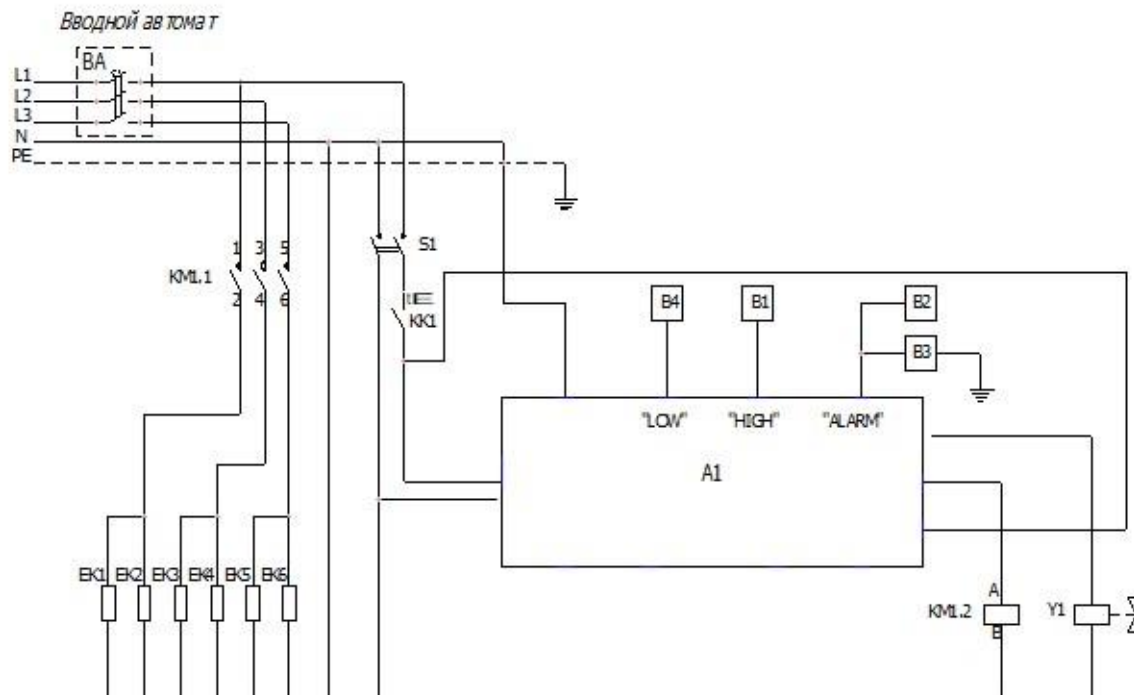 Вводной автомат
ВА
L1
L2
L3
N
PE
1 3 5
KM1.1
2 4 6
S1
KK1
B4
B1
B2
B3
"LOW" "HIGH" "ALARM"
A1
EK1 EK2 EK3 EK4 EK5 EK6
A
KM1.2
B
Y1